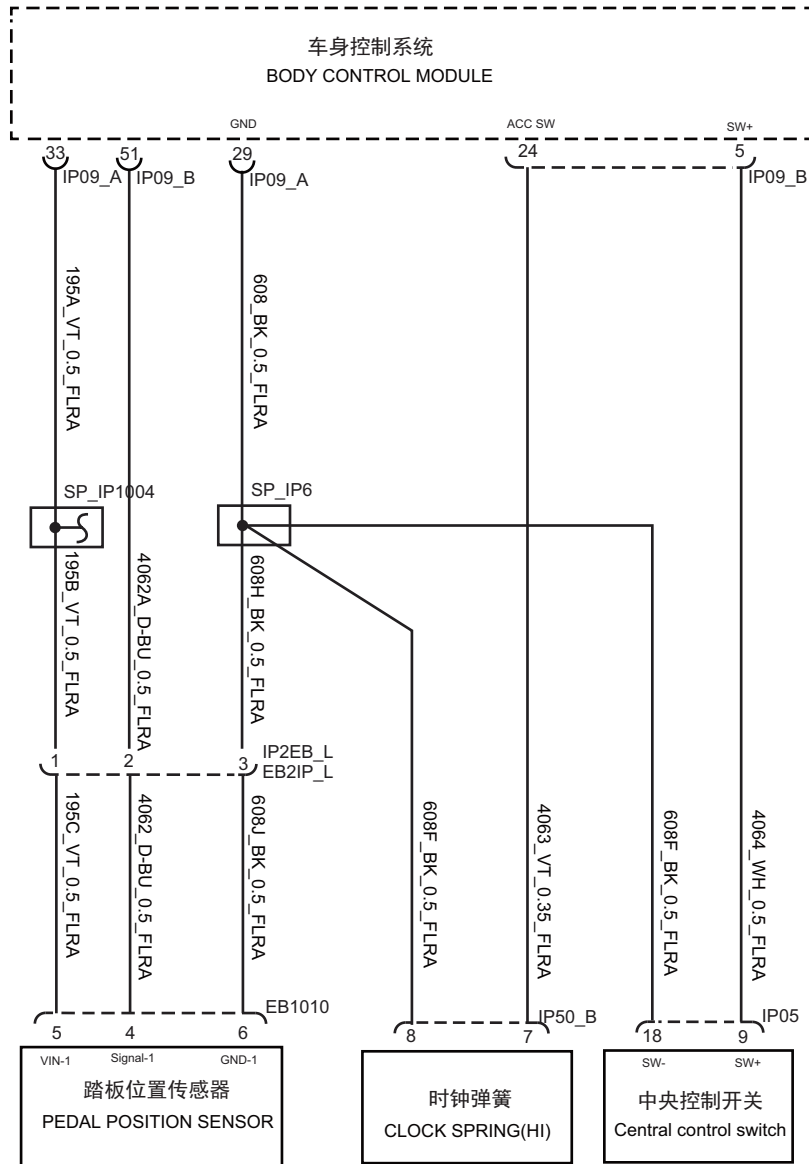 车身控制系统
BODY CONTROL MODULE
GND
ACC SW
SW+
33
51
29
24
5
IP09_A
IP09_B
IP09_A
IP09_B
195A_VT_0.5_FLRA
608_BK_0.5_FLRA
SP_IP1004
SP_IP6
195B_VT_0.5_FLRA
4062A_D-BU_0.5_FLRA
608H_BK_0.5_FLRA
1
2
3
IP2EB_L
EB2IP_L
195C_VT_0.5_FLRA
4062_D-BU_0.5_FLRA
608J_BK_0.5_FLRA
608F_BK_0.5_FLRA
4063_VT_0.35_FLRA
608F_BK_0.5_FLRA
4064_WH_0.5_FLRA
EB1010
IP50_B
IP05
5
4
6
8
7
18
9
VIN-1
Signal-1
GND-1
SW-
SW+
踏板位置传感器
PEDAL POSITION SENSOR
时钟弹簧
CLOCK SPRING(HI)
中央控制开关
Central control switch